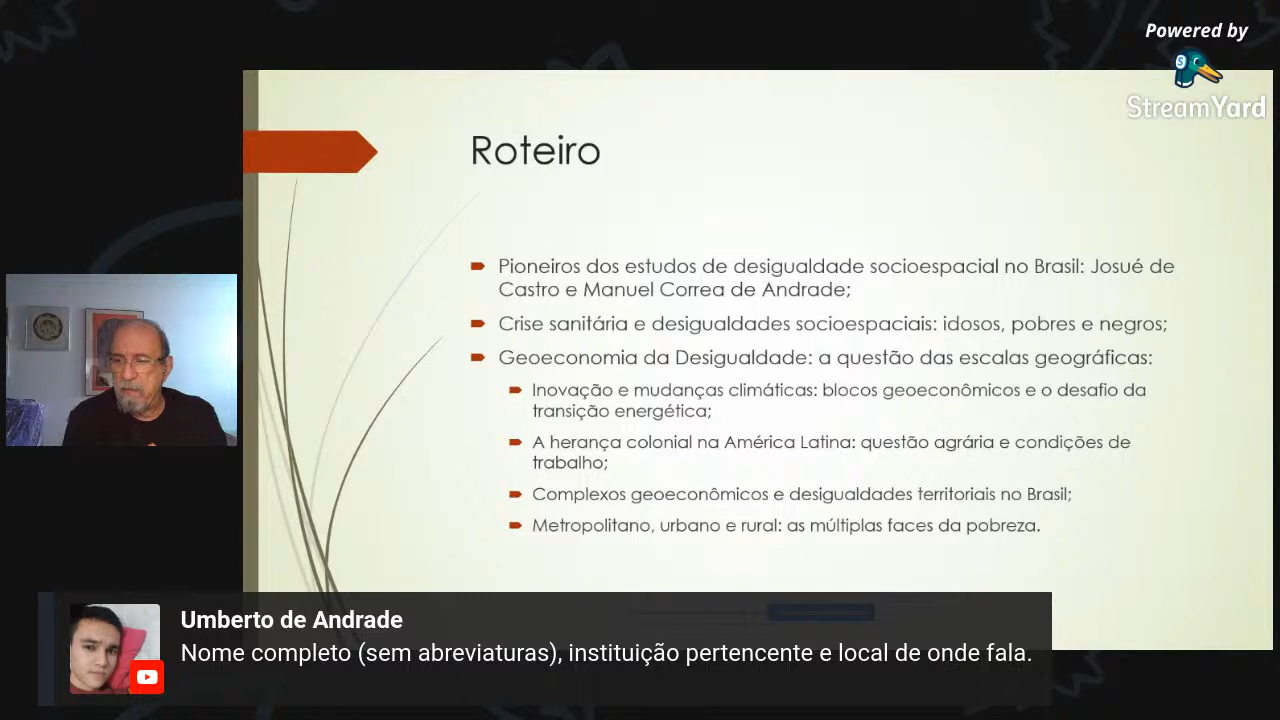 Powered by
StreamYard
Roteiro
Pioneiros dos estudos de desigualdade socioespacial no Brasil: Josué de
Castro e Manuel Correa de Andrade;
Crise sanitária e desigualdades socioespaciais: idosos, pobres e negros;
Geoeconomia da Desigualdade: a questão das escalas geográficas:
Inovação e mudanças climáticas: blocos geoeconômicos e o desafio da
transição energética;
A herança colonial na América Latina: questão agrária e condições de
trabalho;
Complexos geoeconômicos e desigualdades territoriais no Brasil;
Metropolitano, urbano e rural: as múltiplas faces da pobreza.
Umberto de Andrade
Nome completo (sem abreviaturas), instituição pertencente e local de onde fala.